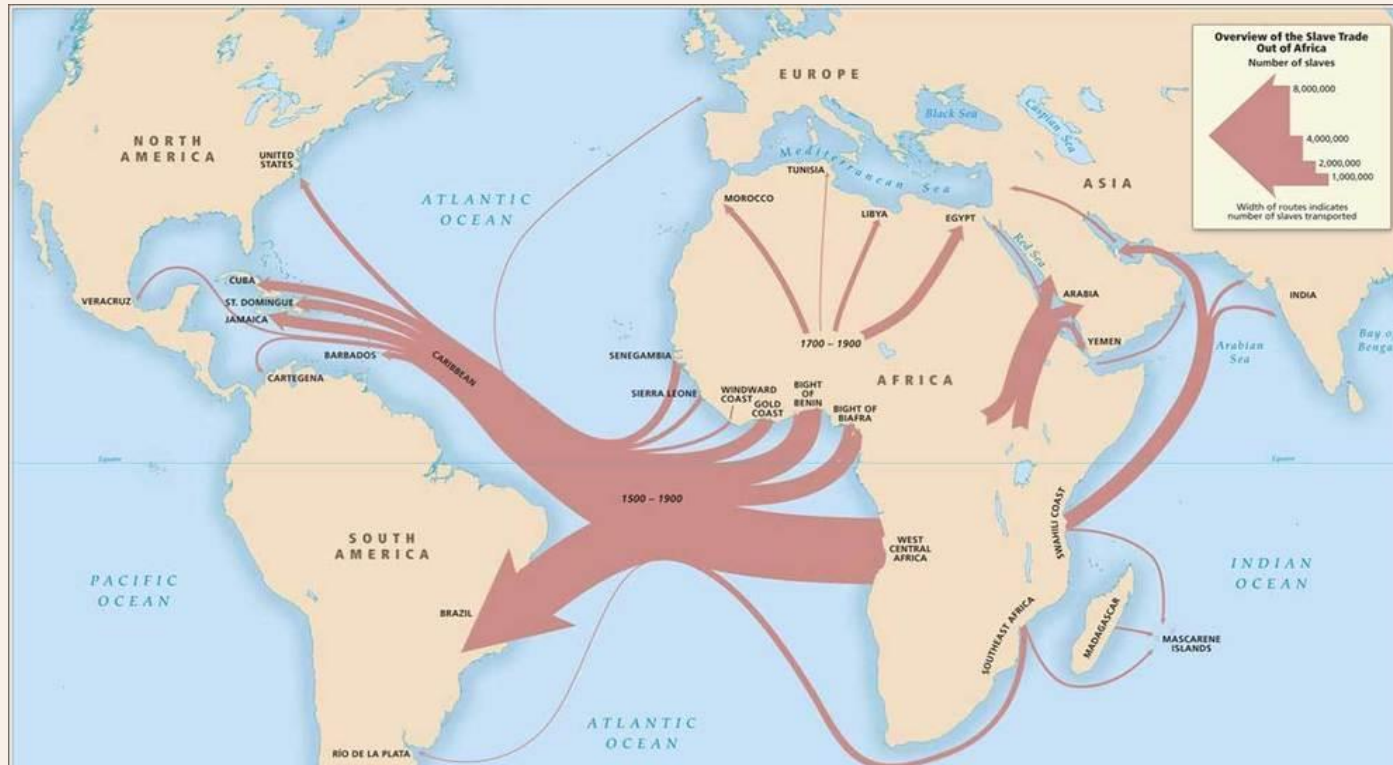 Overview of the Slave Trade
Out of Africa
Number of slaves
8,000,000
4,000,000
2,000,000
1,000,000
Width of routes indicates
number of slaves transported
EUROPE
NORTH
AMERICA
UNITED
STATES
Black Sea
Caspian Sea
Mediterranean Sea
ASIA
ATLANTIC
OCEAN
TUNISIA
MOROCCO
LIBYA
EGYPT
Red Sea
CUBA
VERACRUZ
ST. DOMINGUE
JAMAICA
ARABIA
INDIA
BARBADOS
CARIBBEAN
CARTEGENA
1700 – 1900
YEMEN
Arabian
Sea
Bay of
Benga
SENEGAMBIA
AFRICA
SIERRA LEONE
WINDWARD
COAST
GOLD
COAST
BIGHT
OF
BENIN
BIGHT OF
BIAFRA
Equator
Equator
1500 – 1900
SOUTH
AMERICA
WEST
CENTRAL
AFRICA
SWAHILI COAST
INDIAN
OCEAN
PACIFIC
OCEAN
BRAZIL
SOUTHEAST AFRICA
MADAGASCAR
MASCARENE
ISLANDS
ATLANTIC
OCEAN
RÍO DE LA PLATA